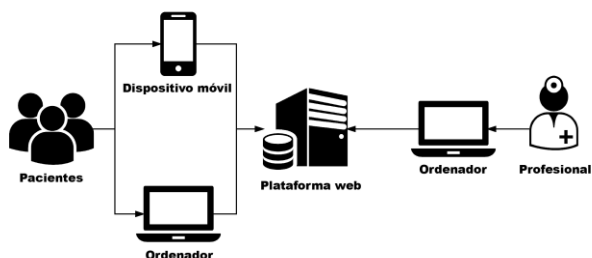 Dispositivo móvil
Pacientes
Plataforma web
Ordenador
Profesional
Ordenador